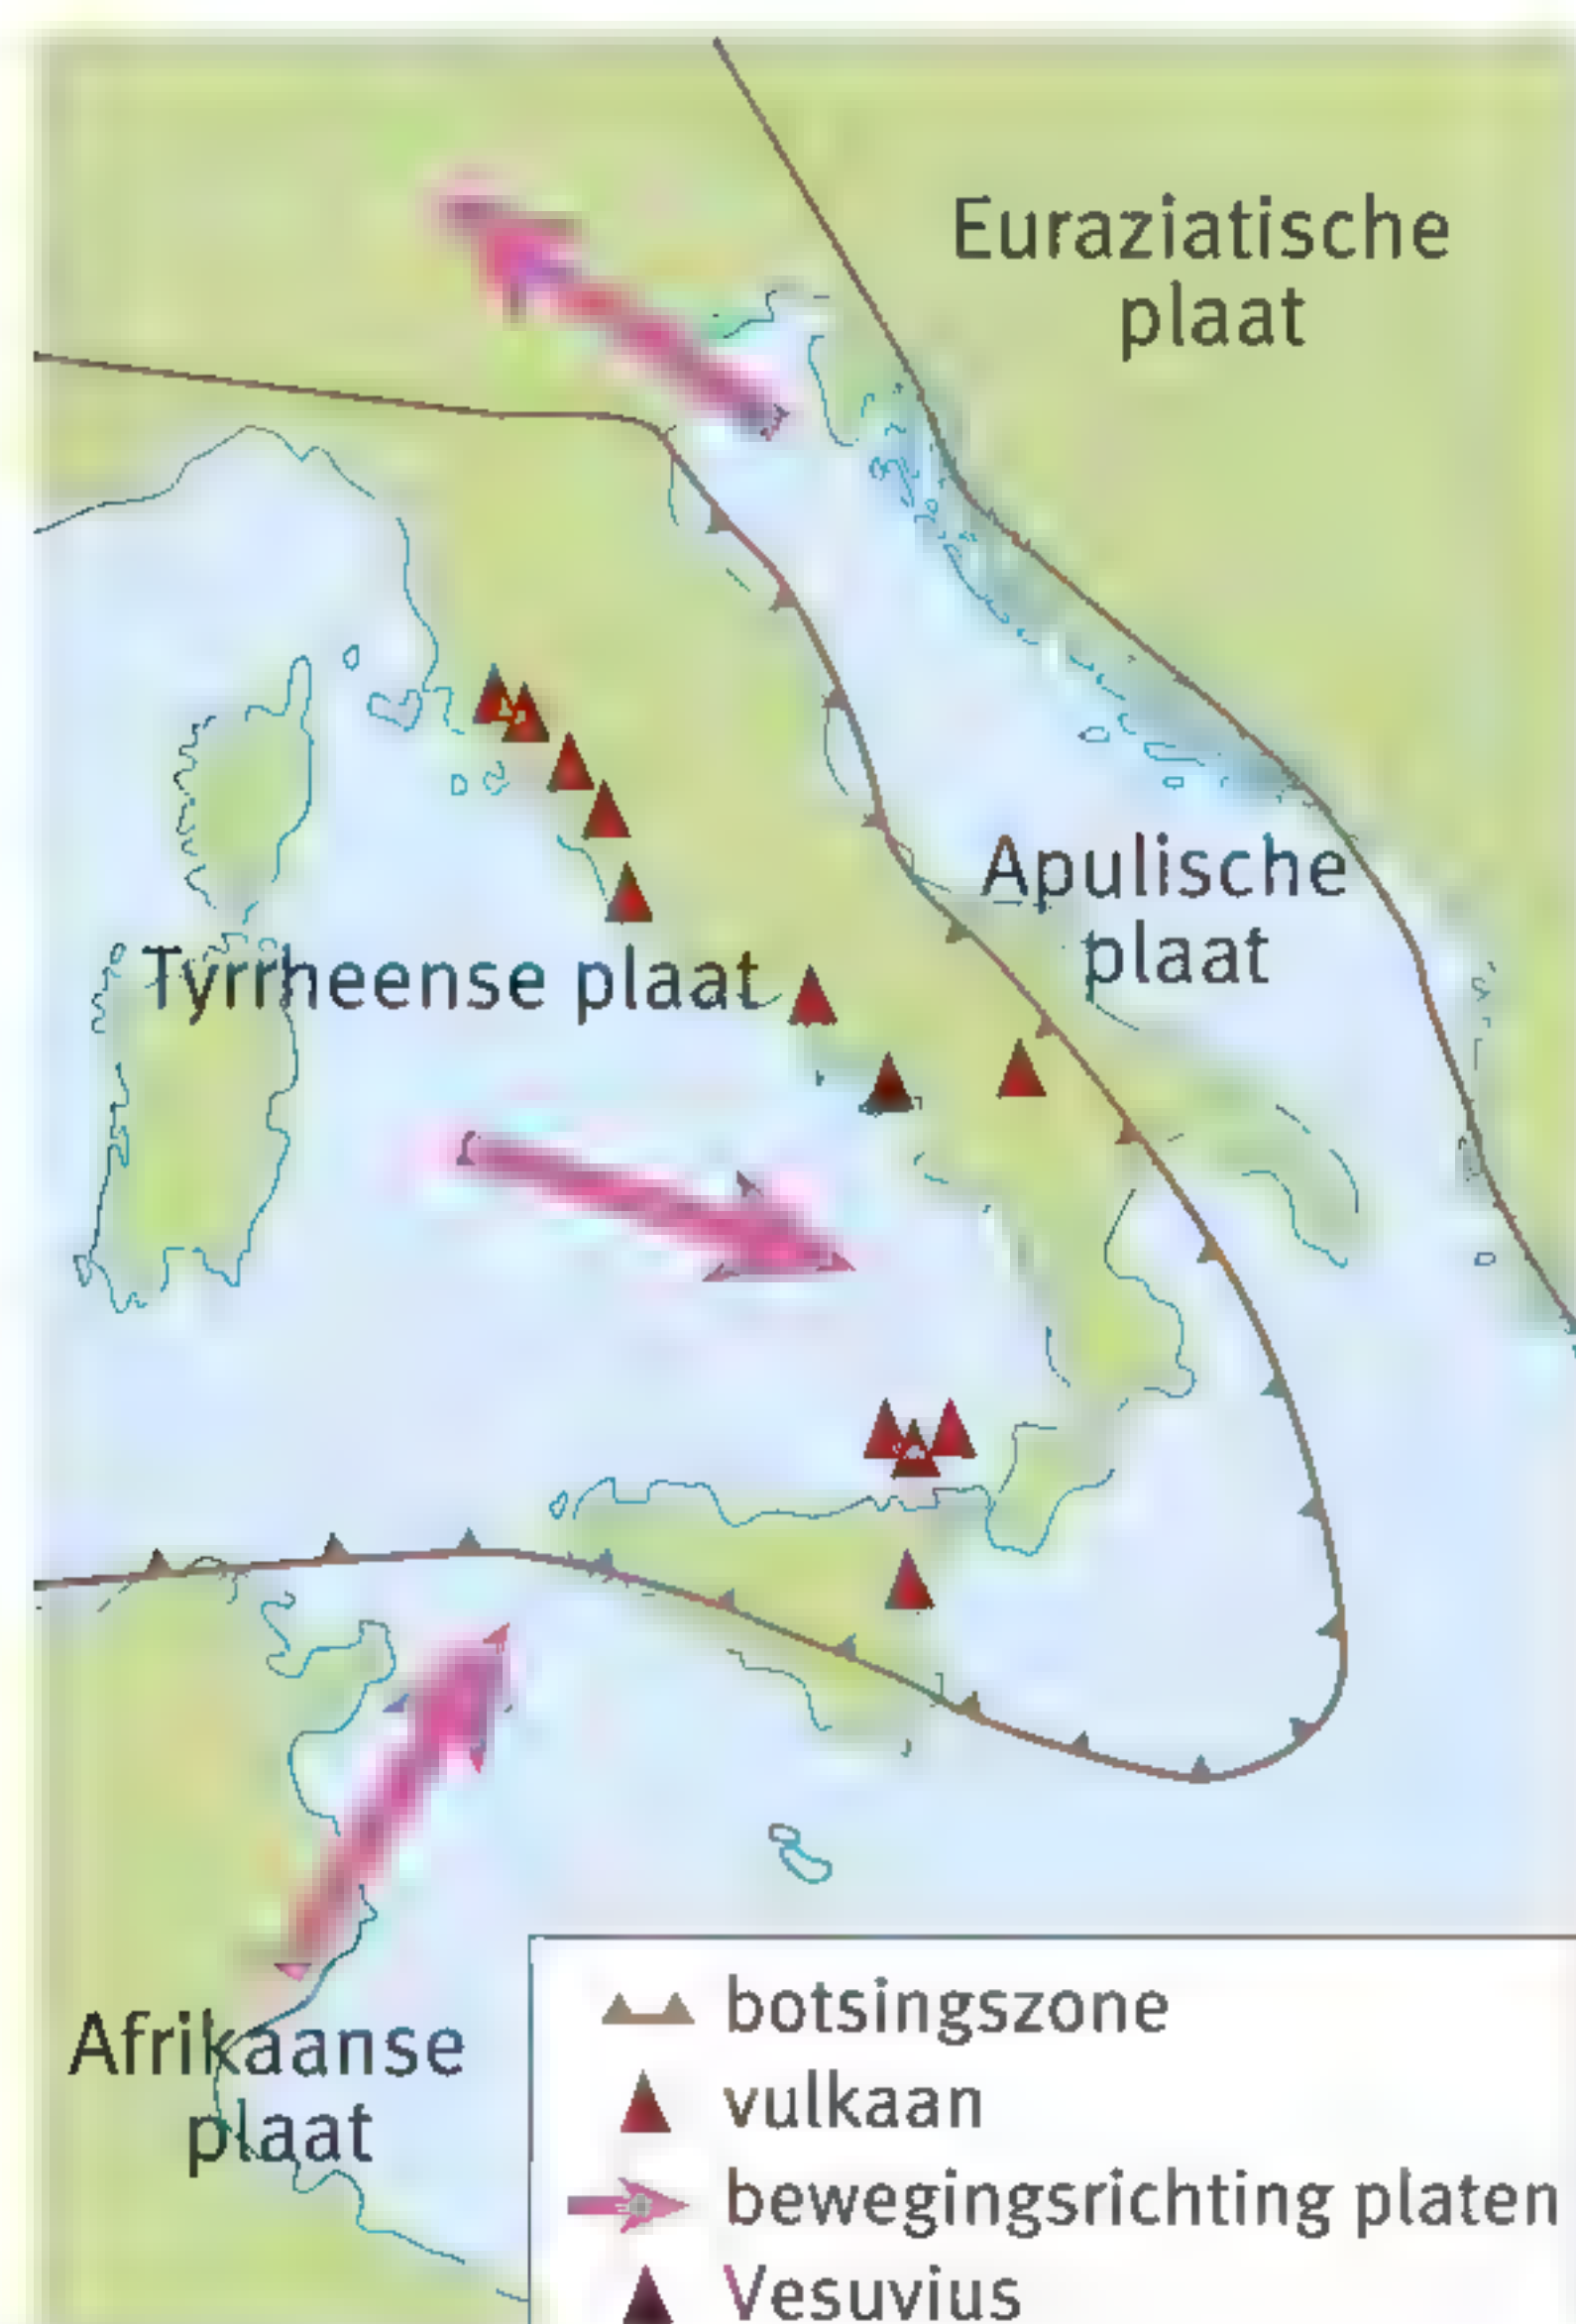 Euraziatische
plaat
Apulische
plaat
Tyrrheense plaat
Afrikaanse
plaat
botsingszone
vulkaan
bewegingsrichting platen
Vesuvius